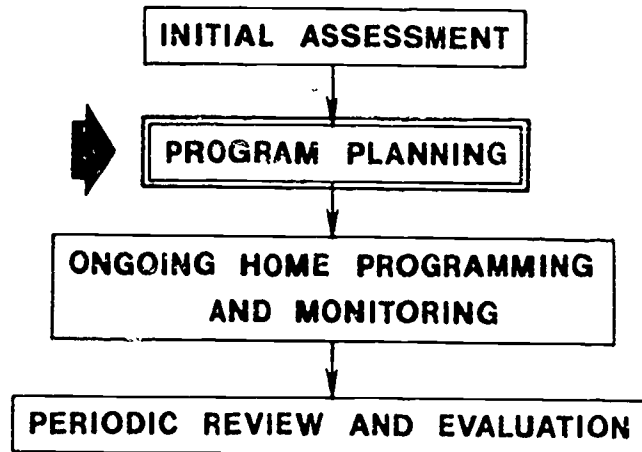 INITIAL ASSESSMENT
PROGRAM PLANNING
ONGOING HOME PROGRAMMING
AND MONITORING
PERIODIC REVIEW AND EVALUATION